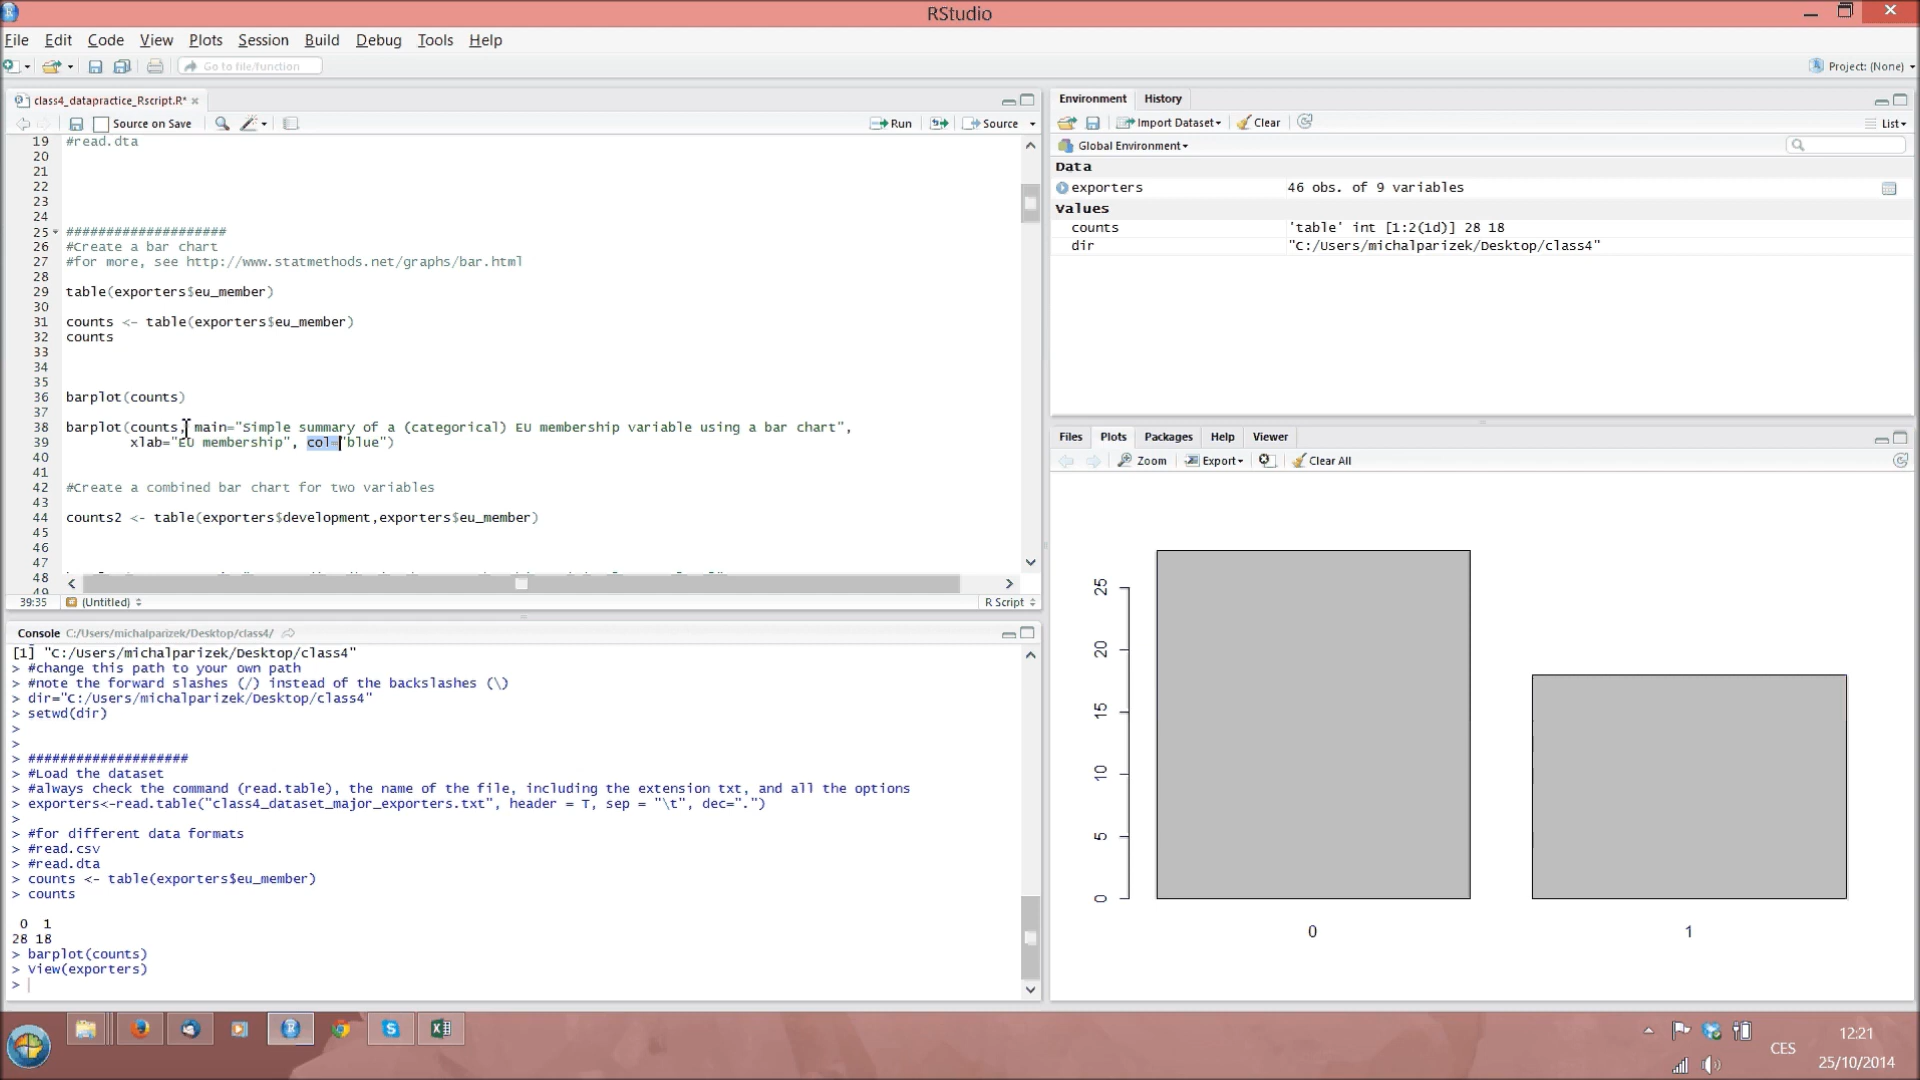 RStudio
File Edit Code View Plots Session Build Debug Tools Help
Go to file/function
Project: (None)
class4_datapractice_Rscript.R*
Source on Save
Run
Source
19 #read.dta
20
21
22
23
24
25 ####################
26 #Create a bar chart
27 #for more, see http://www.statmethods.net/graphs/bar.html
28
29 table(exporters$eu_member)
30
31 counts <- table(exporters$eu_member)
32 counts
33
34
35
36 barplot(counts)
37
38 barplot(counts, main="Simple summary of a (categorical) EU membership variable using a bar chart",
39 xlab="EU membership", col="blue")
40
41
42 #Create a combined bar chart for two variables
43
44 counts2 <- table(exporters$development,exporters$eu_member)
45
46
47
48
49
39:35 (Untitled) R Script
Console C:/Users/michalparizek/Desktop/class4/
[1] "C:/Users/michalparizek/Desktop/class4"
> #change this path to your own path
> #note the forward slashes (/) instead of the backslashes (\)
> dir="C:/Users/michalparizek/Desktop/class4"
> setwd(dir)
>
>
> ####################
> #Load the dataset
> #always check the command (read.table), the name of the file, including the extension txt, and all the options
> exporters<-read.table("class4_dataset_major_exporters.txt", header = T, sep = "\t", dec=".")
>
> #for different data formats
> #read.csv
> #read.dta
> counts <- table(exporters$eu_member)
> counts
0 1
28 18
> barplot(counts)
> View(exporters)
>
Environment History
Import Dataset
Clear
List
Global Environment
Data
exporters 46 obs. of 9 variables
Values
counts 'table' int [1:2(1d)] 28 18
dir "C:/Users/michalparizek/Desktop/class4"
Files Plots Packages Help Viewer
Zoom Export Clear All
25
20
15
10
5
0
0 1
CES
12:21
25/10/2014